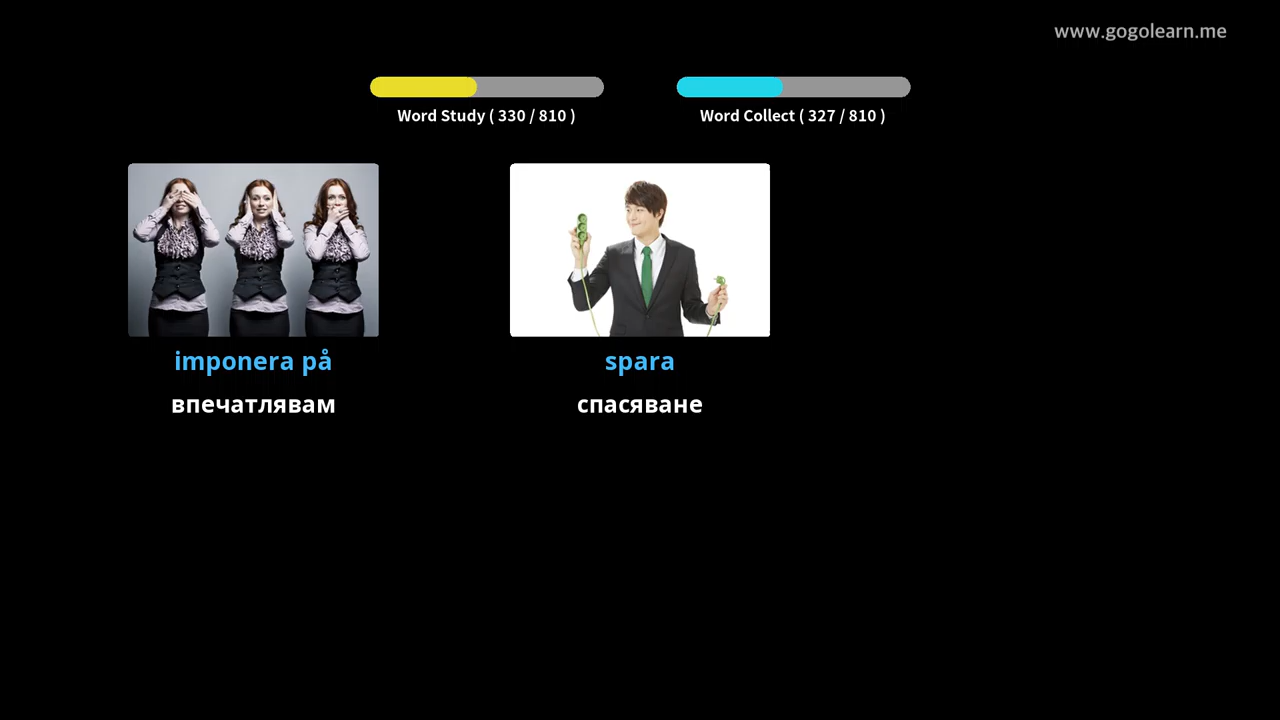 www.gogolearn.me
Word Study ( 330 / 810 )
Word Collect ( 327 / 810 )
imponera på
впечатлявам
spara
спасяване